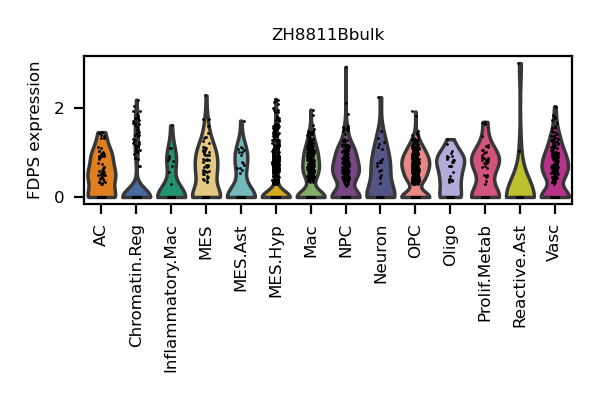 ZH8811Bbulk
FDPS expression
2
0
AC
Chromatin.Reg
Inflammatory.Mac
MES
MES.Ast
MES.Hyp
Mac
NPC
Neuron
OPC
Oligo
Prolif.Metab
Reactive.Ast
Vasc